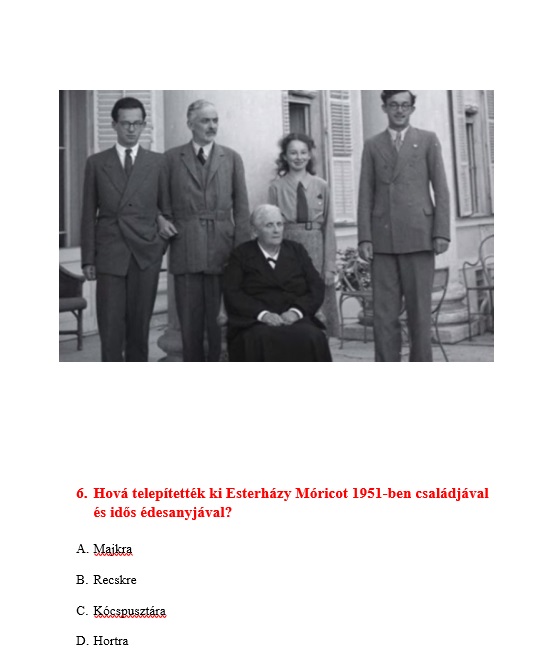 6. Hová telepítették ki Esterházy Móricot 1951-ben családjával
és idős édesanyjával?
A. Majkra
B. Recskre
C. Kócspusztára
D. Hortra